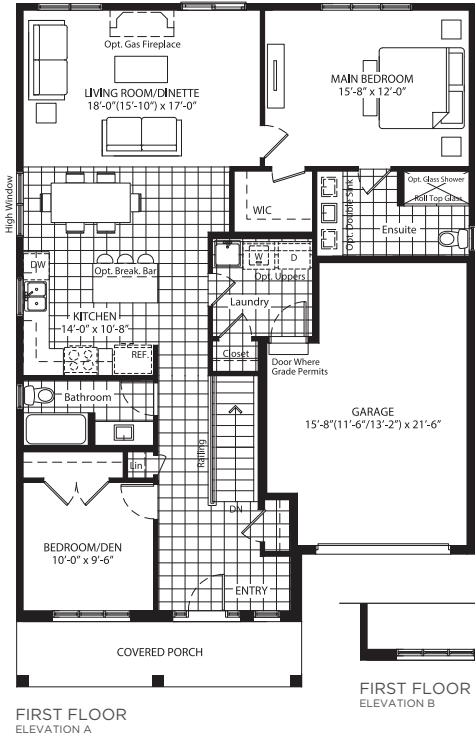 Opt. Gas Fireplace
LIVING ROOM/DINETTE
18'-0"(15'-10") x 17'-0"
MAIN BEDROOM
15'-8" x 12'-0"
High Window
WIC
Opt. Double Sink
Opt. Glass Shower
Roll Top Glass
Ensuite
DW
Opt. Break. Bar
W
D
Opt. Uppers
Laundry
KITCHEN
14'-0" x 10'-8"
REF.
Closet
Door Where
Grade Permits
Bathroom
GARAGE
15'-8"(11'-6"/13'-2") x 21'-6"
Railing
Lin
DN
BEDROOM/DEN
10'-0" x 9'-6"
ENTRY
COVERED PORCH
FIRST FLOOR
ELEVATION A
FIRST FLOOR
ELEVATION B